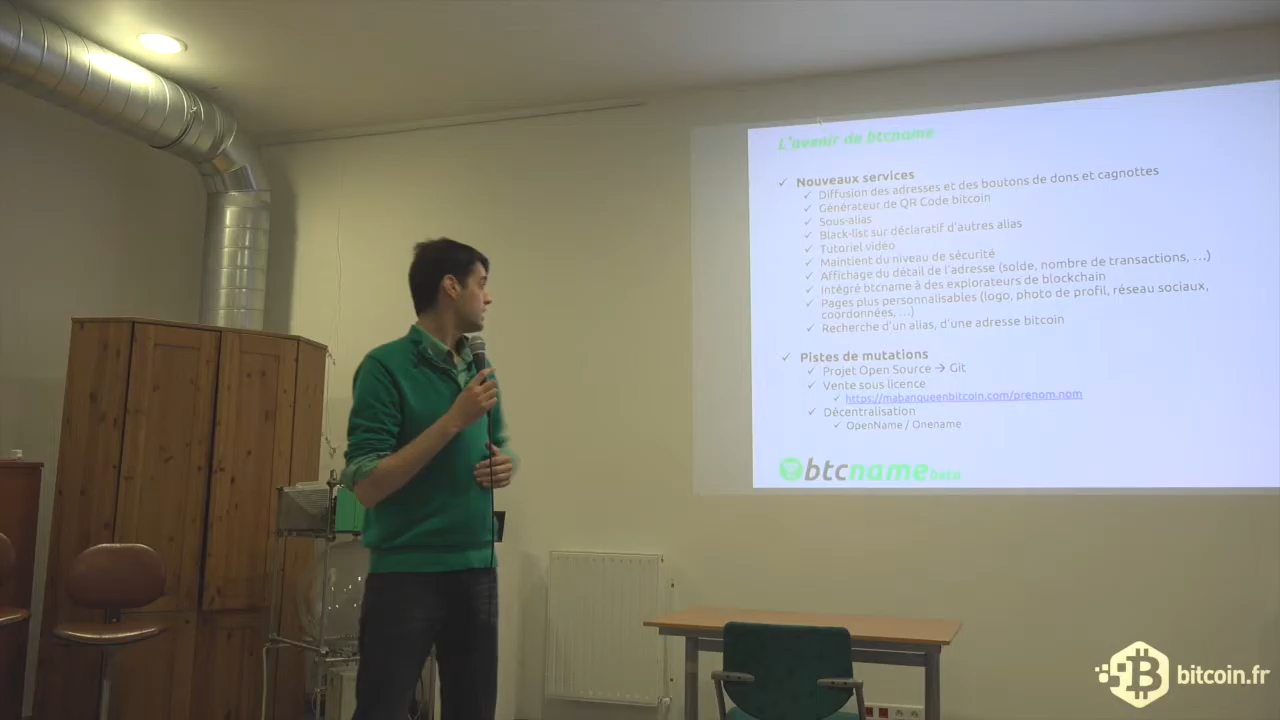 L'avenir de btcname
Nouveaux services
Diffusion des adresses et des boutons de dons et cagnottes
Générateur de QR Code bitcoin
Sous-alias
Black-list sur déclaratif d'autres alias
Tutoriel vidéo
Maintient du niveau de sécurité
Affichage du détail de l'adresse (solde, nombre de transactions, …)
Intégré btcname à des explorateurs de blockchain
Pages plus personnalisables (logo, photo de profil, réseau sociaux,
coordonnées, …)
Recherche d'un alias, d'une adresse bitcoin
Pistes de mutations
Projet Open Source → Git
Vente sous licence
https://mabanqueenbitcoin.com/prenom.nom
Décentralisation
OpenName / Onename
btcname beta
bitcoin.fr